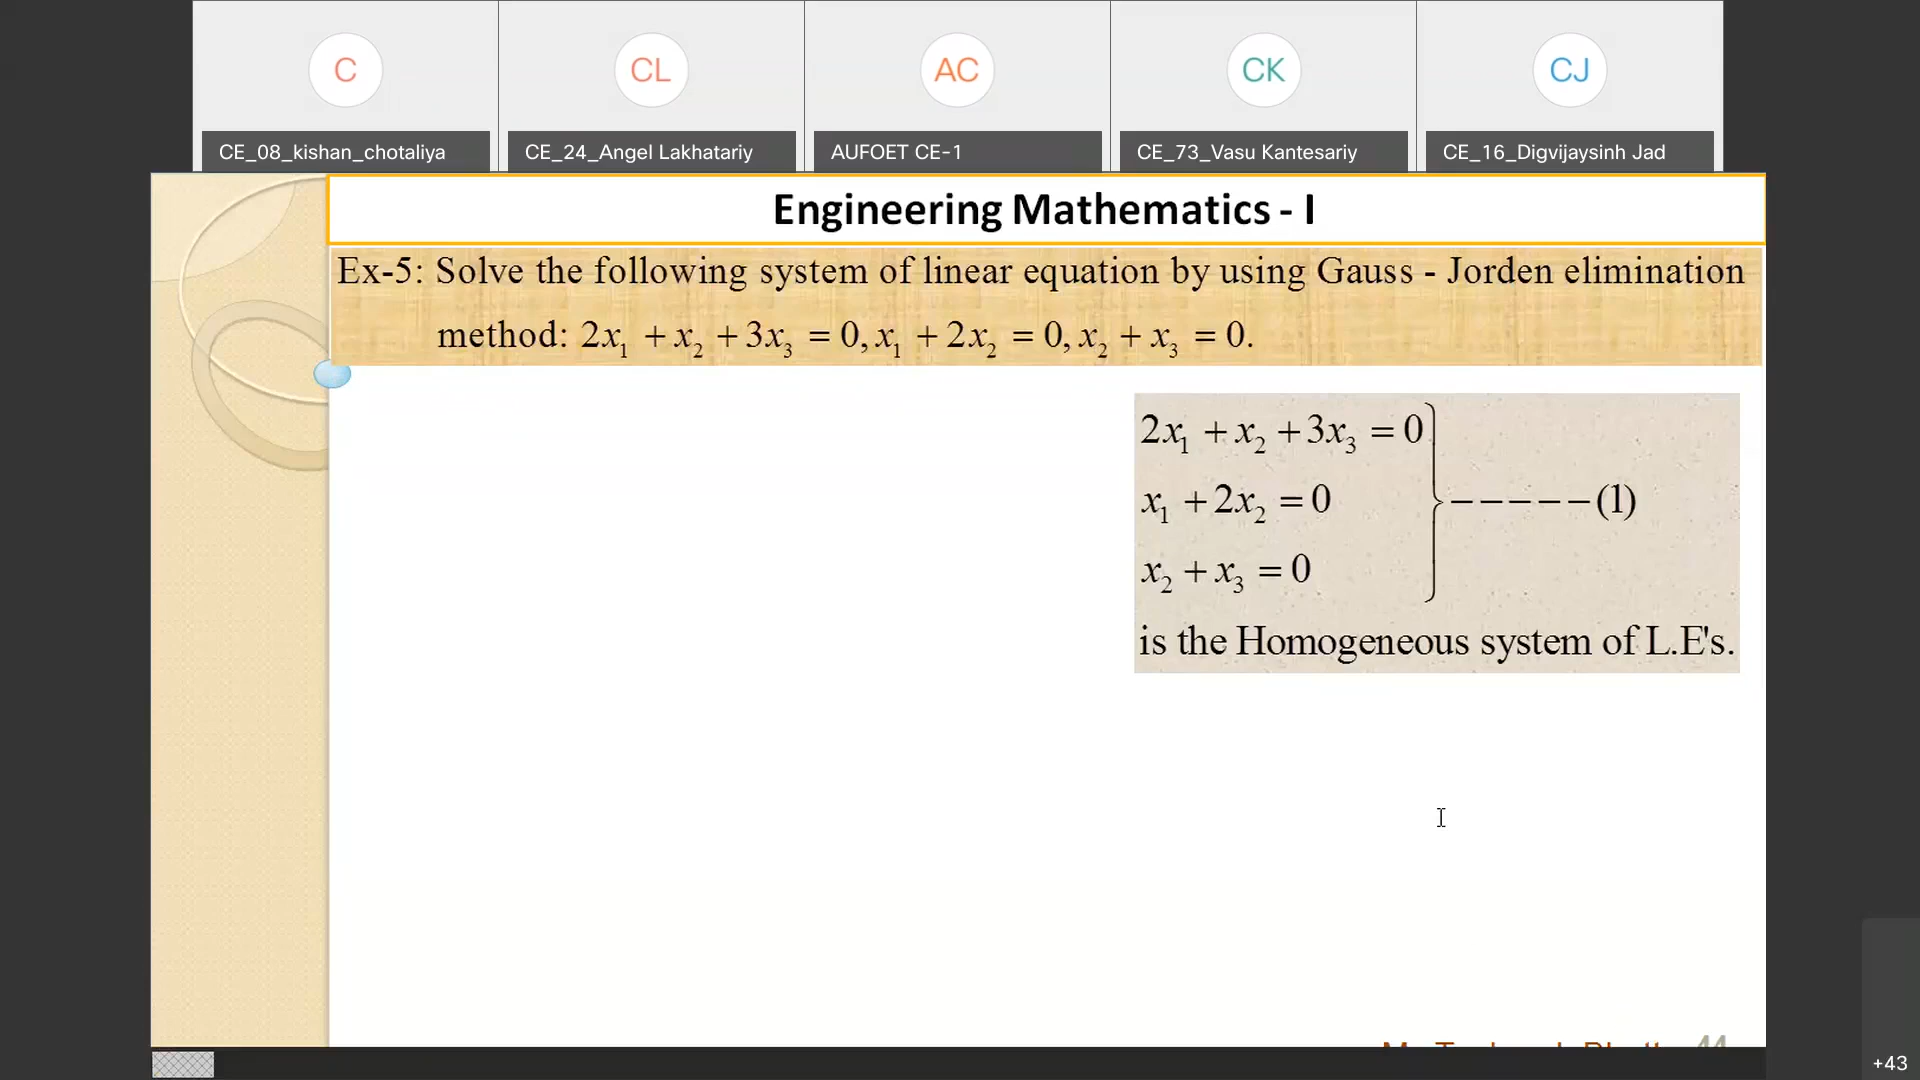 C CL AC CK CJ
CE_08_kishan_chotaliya CE_24_Angel Lakhatariy AUFOET CE-1 CE_73_Vasu Kantesariy CE_16_Digvijaysinh Jad
Engineering Mathematics - I
Ex-5: Solve the following system of linear equation by using Gauss - Jorden elimination
method: 2x₁ + x₂ + 3x₃ = 0, x₁ + 2x₂ = 0, x₂ + x₃ = 0.
2x₁ + x₂ + 3x₃ = 0
x₁ + 2x₂ = 0 -----(1)
x₂ + x₃ = 0
is the Homogeneous system of L.E's.
44
+43